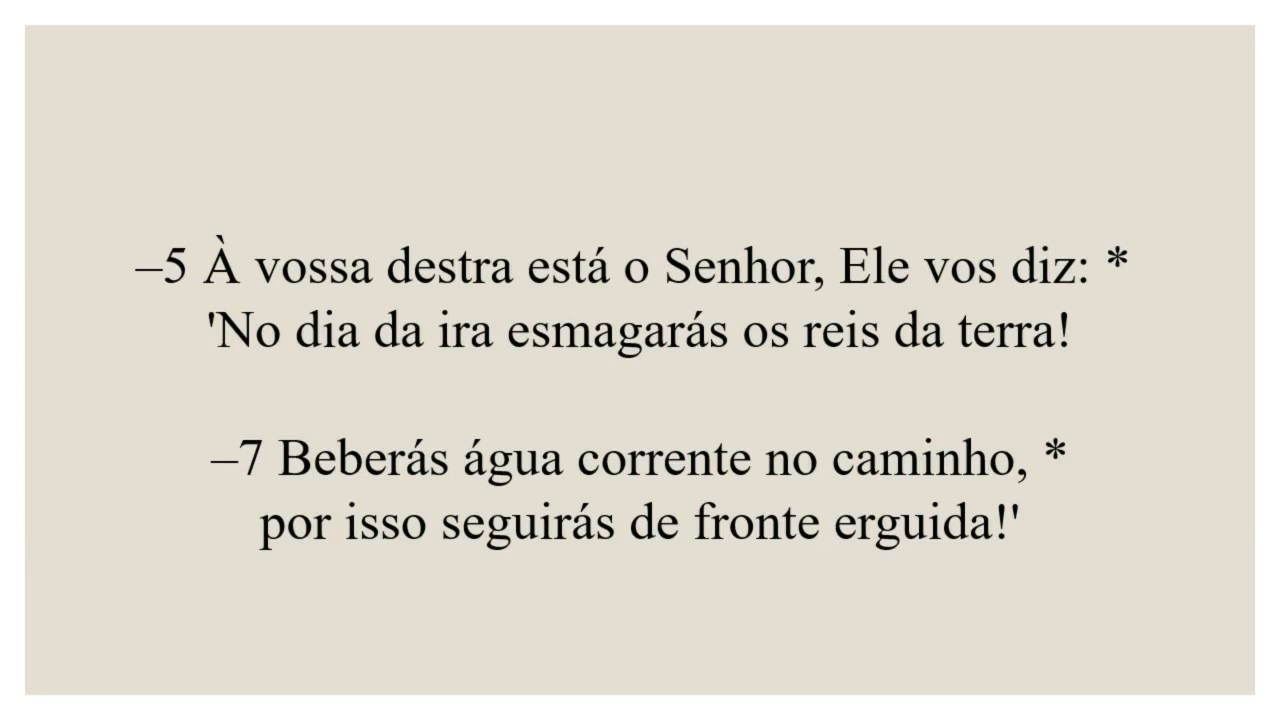 –5 À vossa destra está o Senhor, Ele vos diz: *
'No dia da ira esmagarás os reis da terra!
–7 Beberás água corrente no caminho, *
por isso seguirás de fronte erguida!'